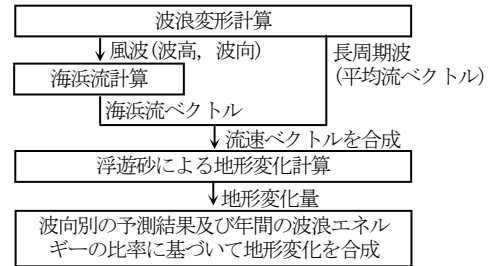 波浪変形計算
風波(波高，波向)
長周期波
(平均流ベクトル)
海浜流計算
海浜流ベクトル
流速ベクトルを合成
浮遊砂による地形変化計算
地形変化量
波向別の予測結果及び年間の波浪エネル
ギーの比率に基づいて地形変化を合成